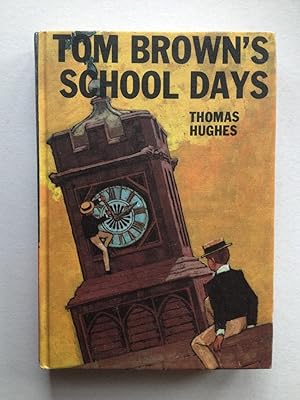 TOM BROWN'S
SCHOOL DAYS
THOMAS
HUGHES